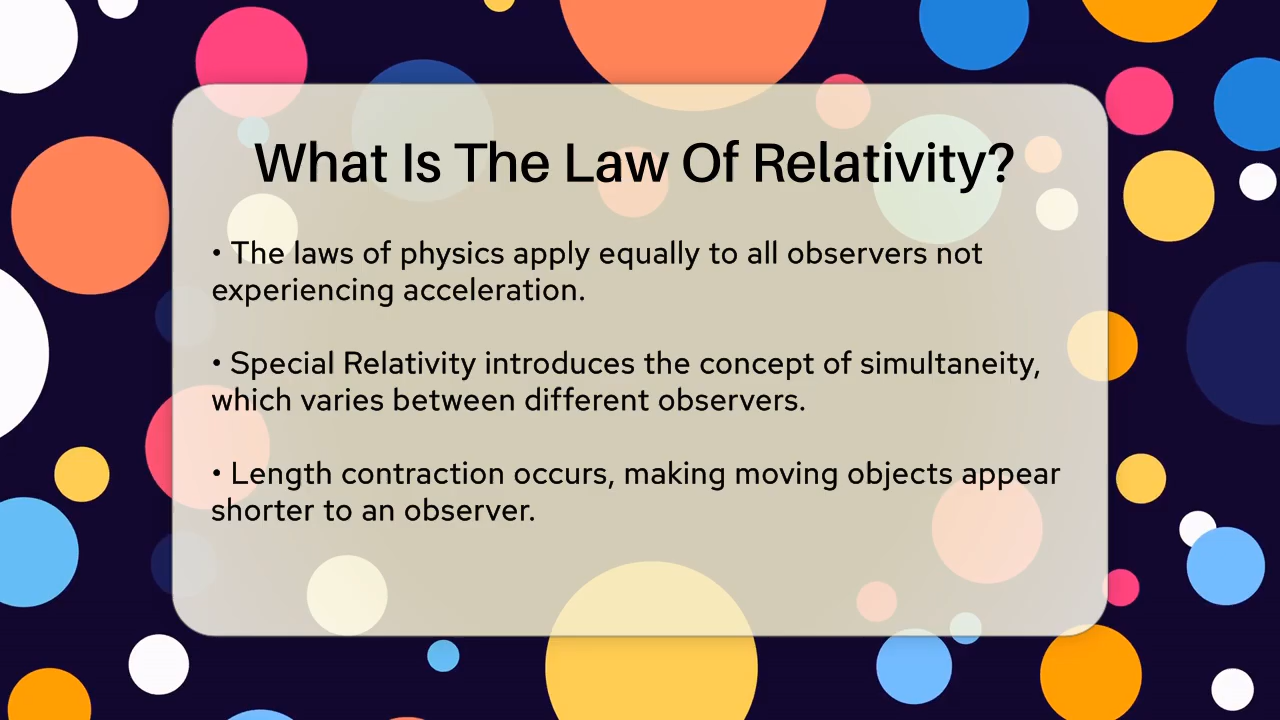 What Is The Law Of Relativity?
• The laws of physics apply equally to all observers not
experiencing acceleration.
• Special Relativity introduces the concept of simultaneity,
which varies between different observers.
• Length contraction occurs, making moving objects appear
shorter to an observer.